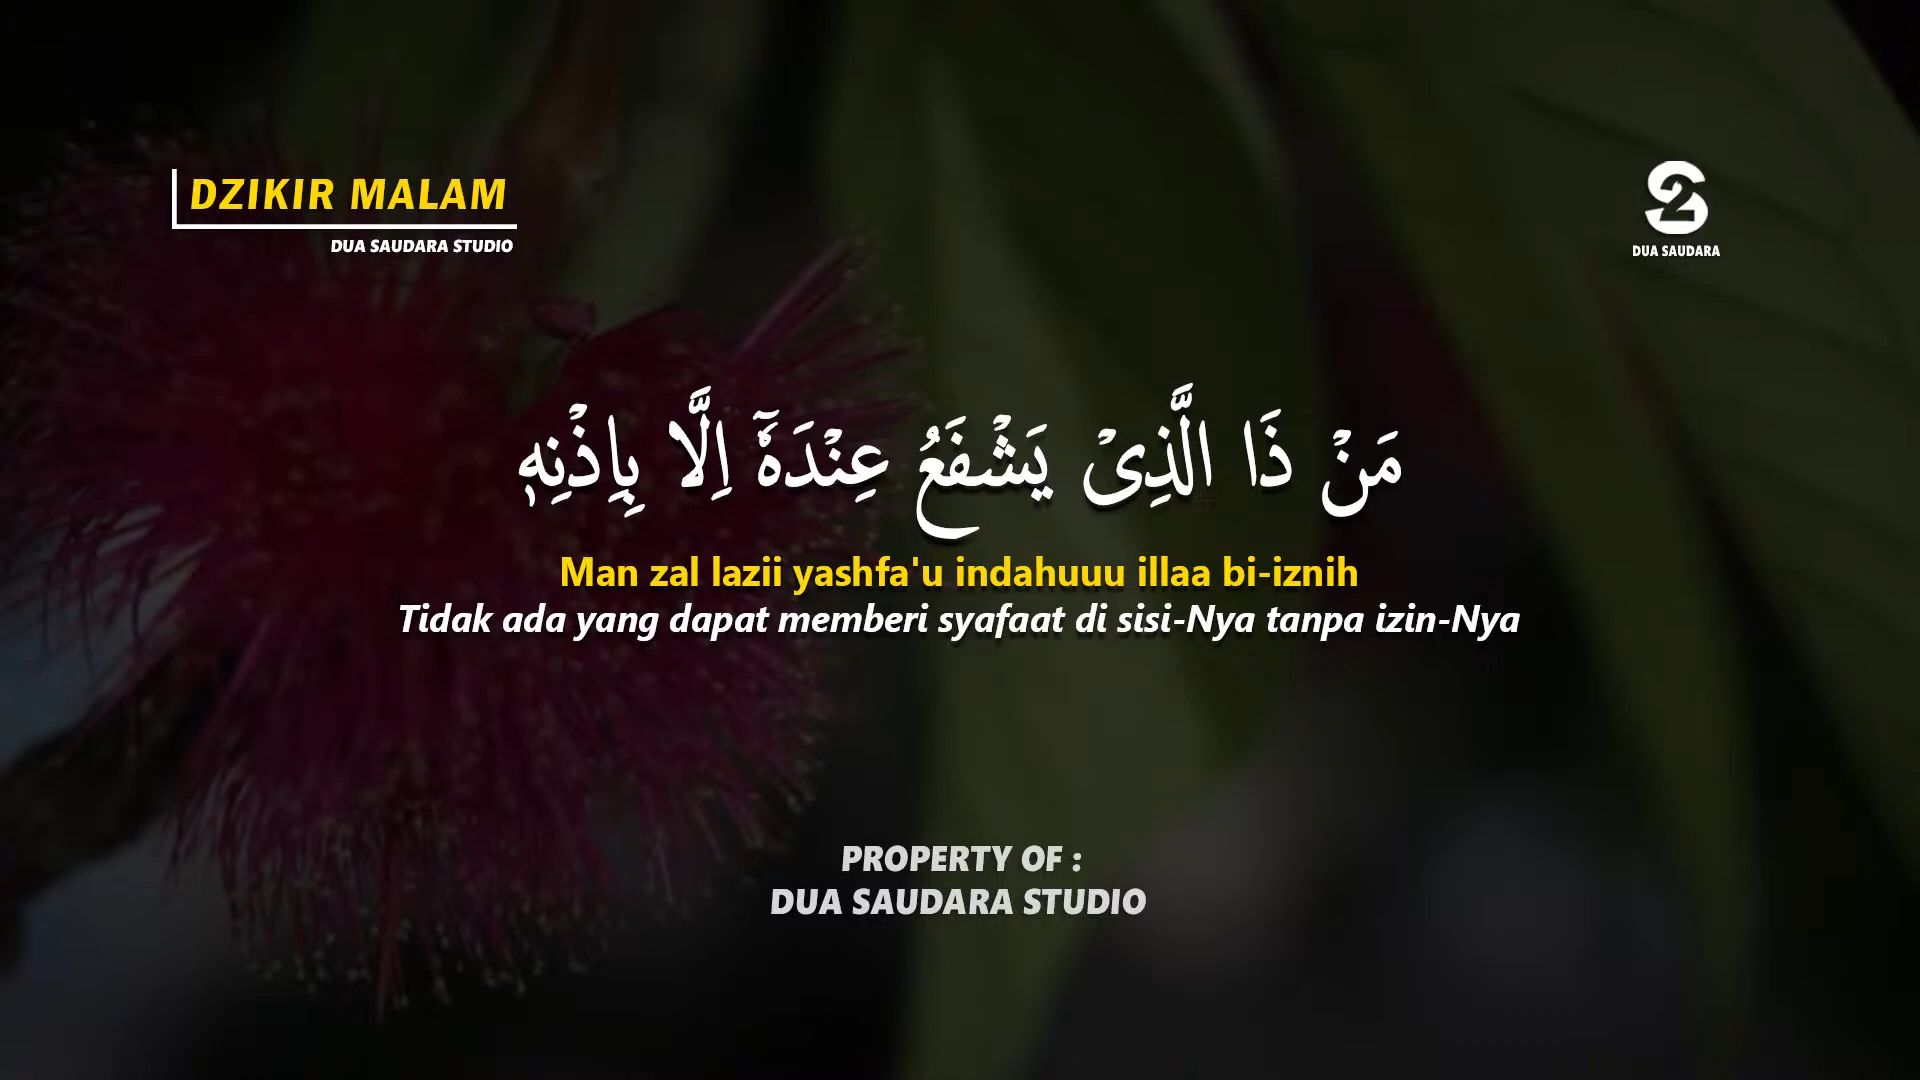 DZIKIR MALAM
DUA SAUDARA STUDIO
S2
DUA SAUDARA
مَنْ ذَا الَّذِیْ یَشْفَعُ عِنْدَهٗۤ اِلَّا بِاِذْنِهٖ
Man zal lazii yashfa'u indahuuu illaa bi-iznih
Tidak ada yang dapat memberi syafaat di sisi-Nya tanpa izin-Nya
PROPERTY OF :
DUA SAUDARA STUDIO